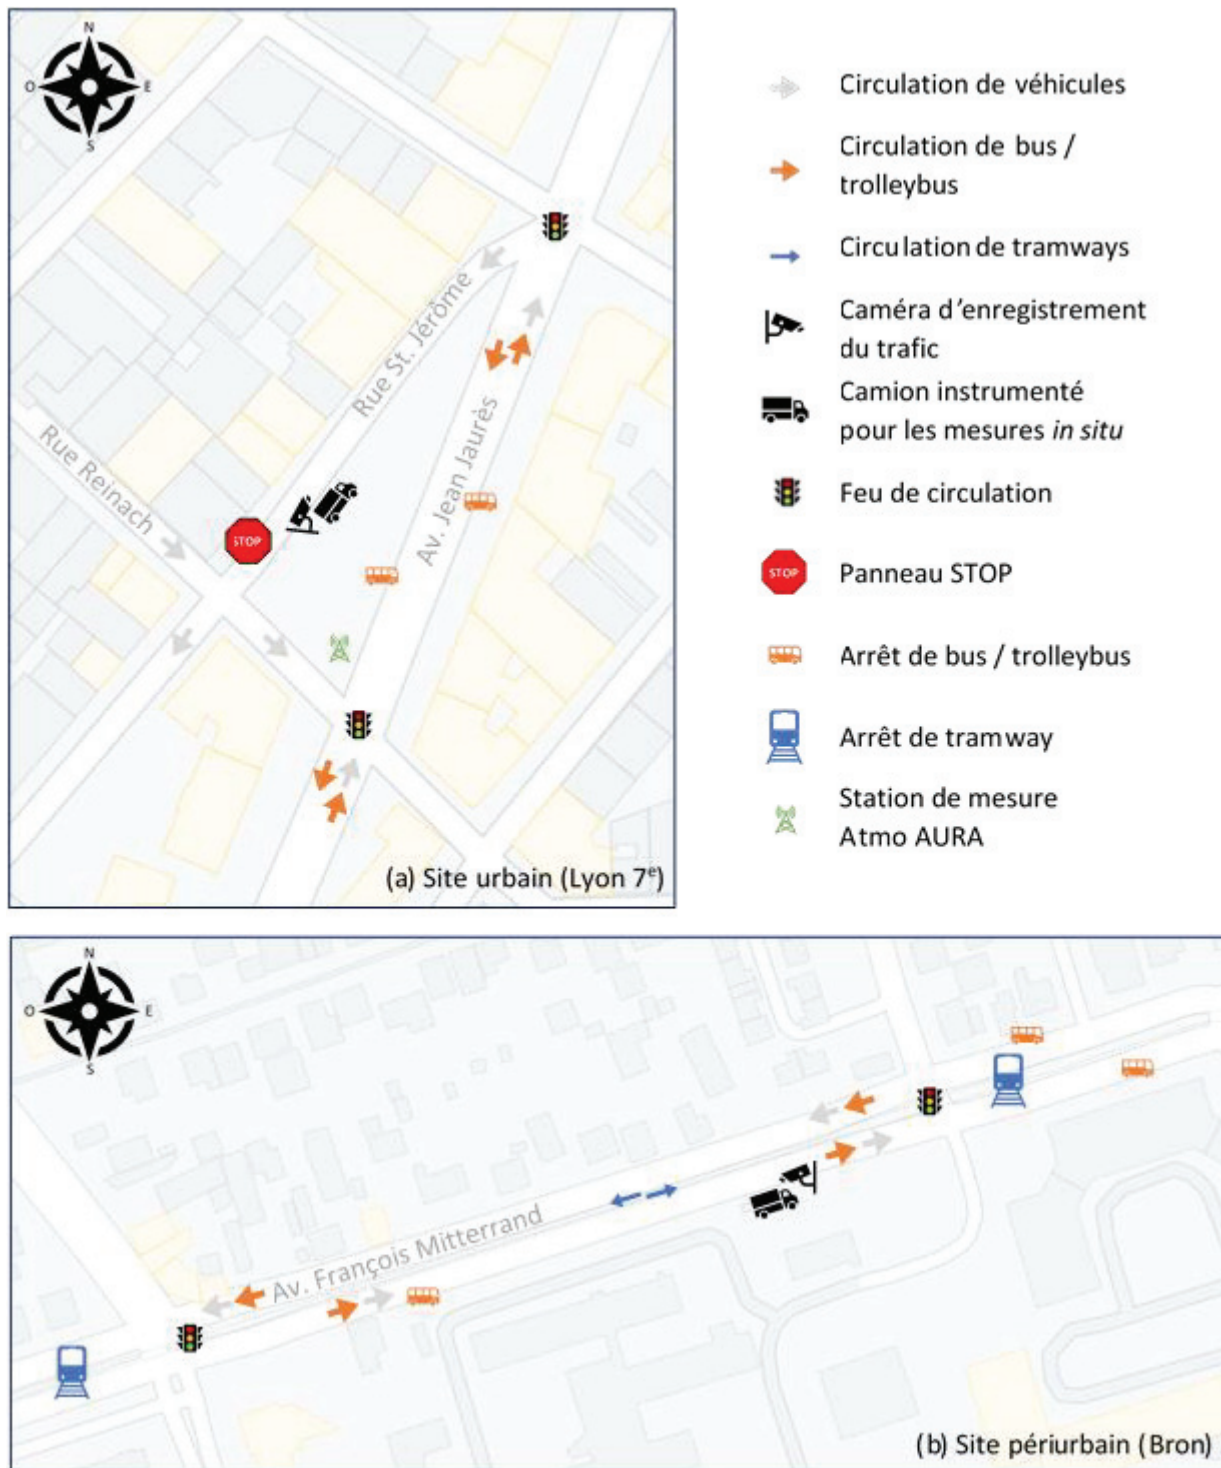 N
O
E
S
Rue St. Jérôme
Rue Reinach
Av. Jean Jaurès
STOP
(a) Site urbain (Lyon 7e)
Circulation de véhicules
Circulation de bus /
trolleybus
Circulation de tramways
Caméra d’enregistrement
du trafic
Camion instrumenté
pour les mesures in situ
Feu de circulation
STOP
Panneau STOP
Arrêt de bus / trolleybus
Arrêt de tramway
Station de mesure
Atmo AURA
N
O
E
S
Av. François Mitterrand
(b) Site périurbain (Bron)